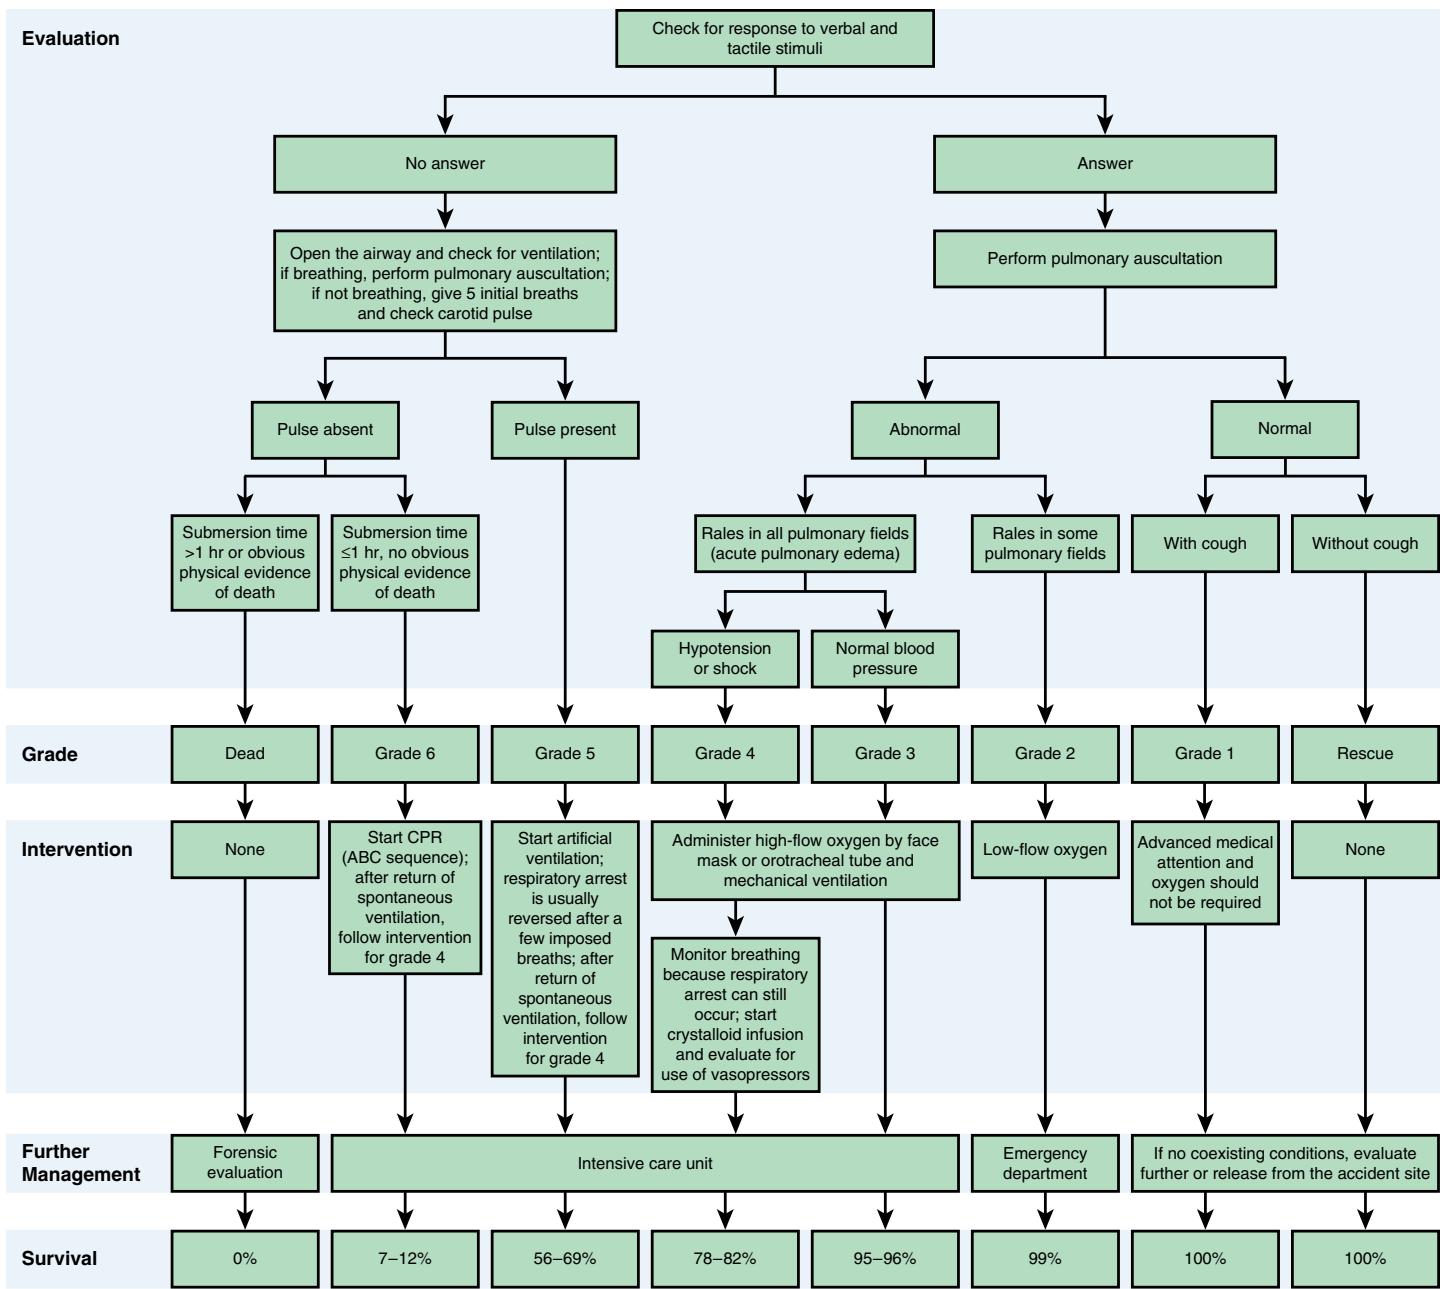 Evaluation
Check for response to verbal and
tactile stimuli
No answer
Answer
Open the airway and check for ventilation;
if breathing, perform pulmonary auscultation;
if not breathing, give 5 initial breaths
and check carotid pulse
Perform pulmonary auscultation
Pulse absent
Pulse present
Abnormal
Normal
Submersion time
>1 hr or obvious
physical evidence
of death
Submersion time
≤1 hr, no obvious
physical evidence
of death
Rales in all pulmonary fields
(acute pulmonary edema)
Rales in some
pulmonary fields
With cough
Without cough
Hypotension
or shock
Normal blood
pressure
Grade
Dead
Grade 6
Grade 5
Grade 4
Grade 3
Grade 2
Grade 1
Rescue
Intervention
None
Start CPR
(ABC sequence);
after return of
spontaneous
ventilation,
follow intervention
for grade 4
Start artificial
ventilation;
respiratory arrest
is usually
reversed after a
few imposed
breaths; after
return of
spontaneous
ventilation, follow
intervention
for grade 4
Administer high-flow oxygen by face
mask or orotracheal tube and
mechanical ventilation
Monitor breathing
because respiratory
arrest can still
occur; start
crystalloid infusion
and evaluate for
use of vasopressors
Low-flow oxygen
Advanced medical
attention and
oxygen should
not be required
None
Further
Management
Forensic
evaluation
Intensive care unit
Emergency
department
If no coexisting conditions, evaluate
further or release from the accident site
Survival
0%
7–12%
56–69%
78–82%
95–96%
99%
100%
100%